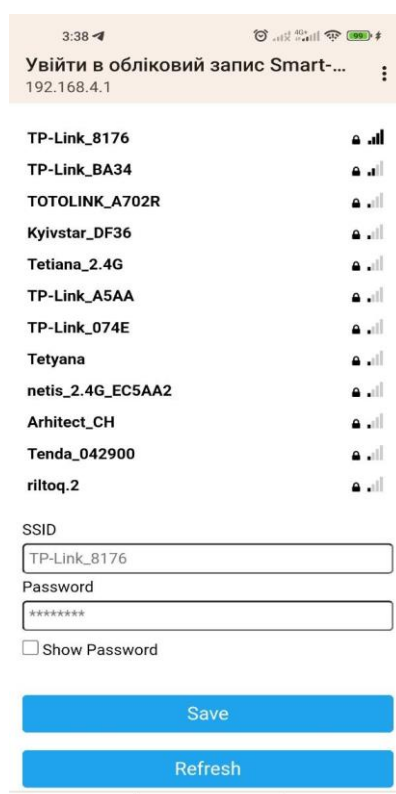 3:38
4G+
99
Увійти в обліковий запис Smart-...
192.168.4.1
TP-Link_8176
TP-Link_BA34
TOTOLINK_A702R
Kyivstar_DF36
Tetiana_2.4G
TP-Link_A5AA
TP-Link_074E
Tetyana
netis_2.4G_EC5AA2
Arhitect_CH
Tenda_042900
riltoq.2
SSID
TP-Link_8176
Password
********
Show Password
Save
Refresh